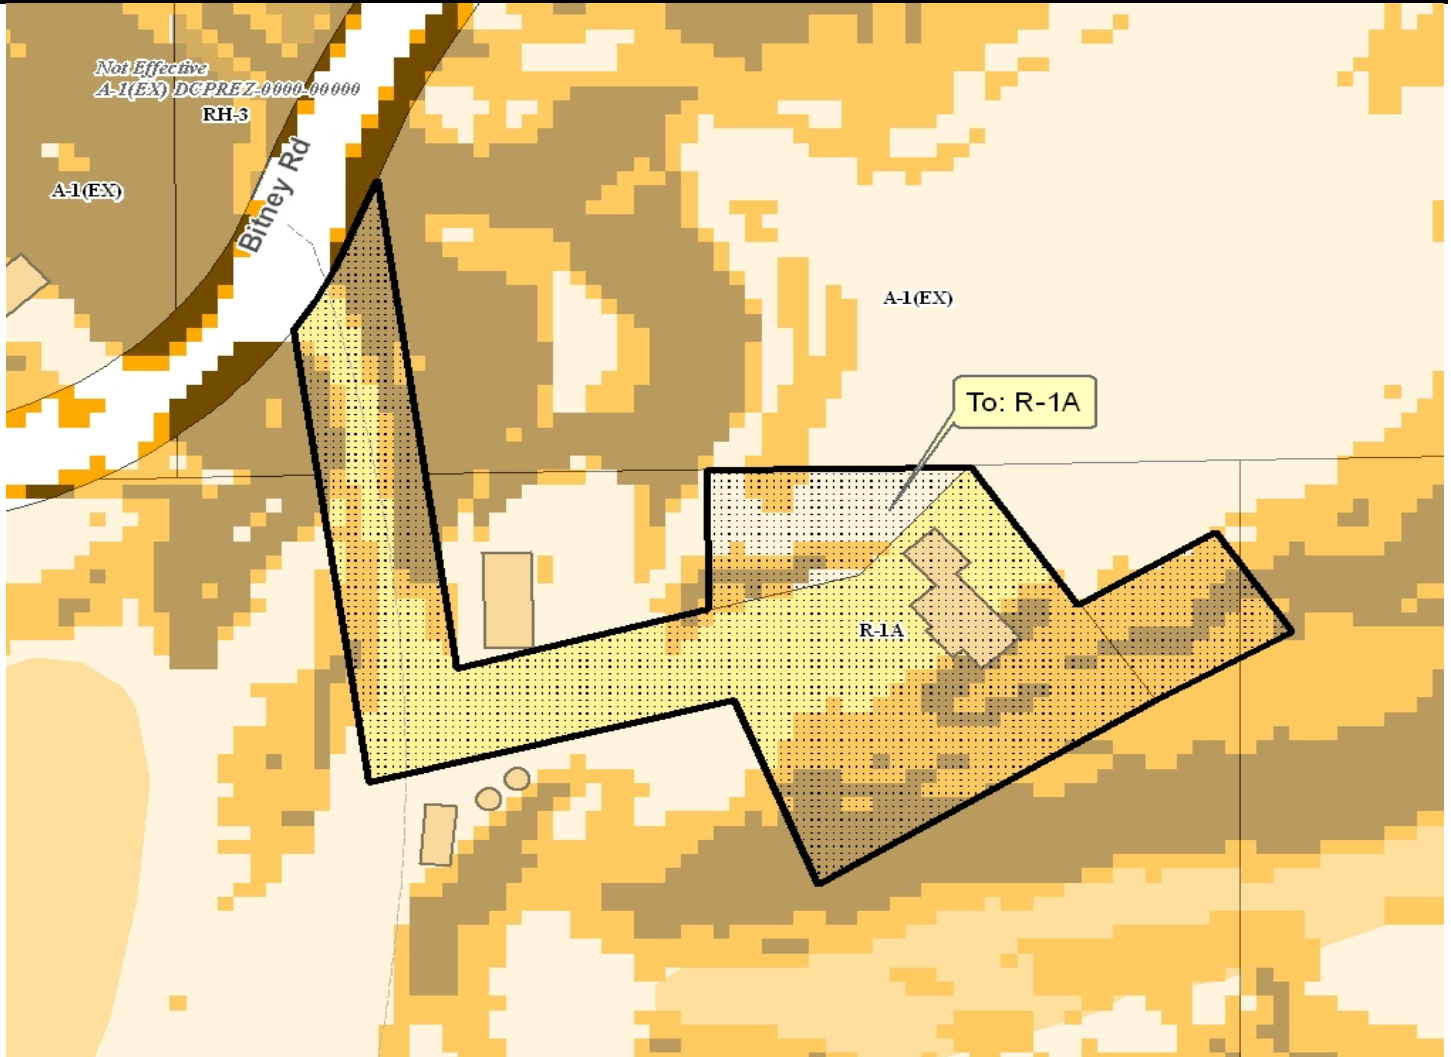 Not Effective
A-1(EX) DCPREZ-0000-00000
RH-3
A-1(EX)
Bitney Rd
A-1(EX)
To: R-1A
R-1A